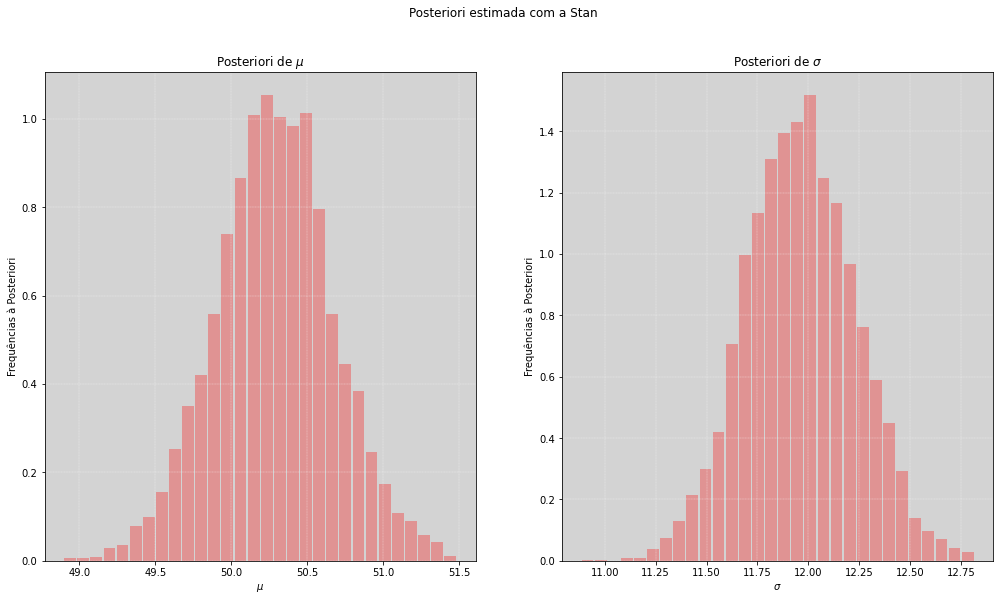 Posteriori estimada com a Stan
Posteriori de μ
Frequências à Posteriori
1.0
0.8
0.6
0.4
0.2
0.0
49.0 49.5 50.0 50.5 51.0 51.5
μ
Posteriori de σ
Frequências à Posteriori
1.4
1.2
1.0
0.8
0.6
0.4
0.2
0.0
11.00 11.25 11.50 11.75 12.00 12.25 12.50 12.75
σ